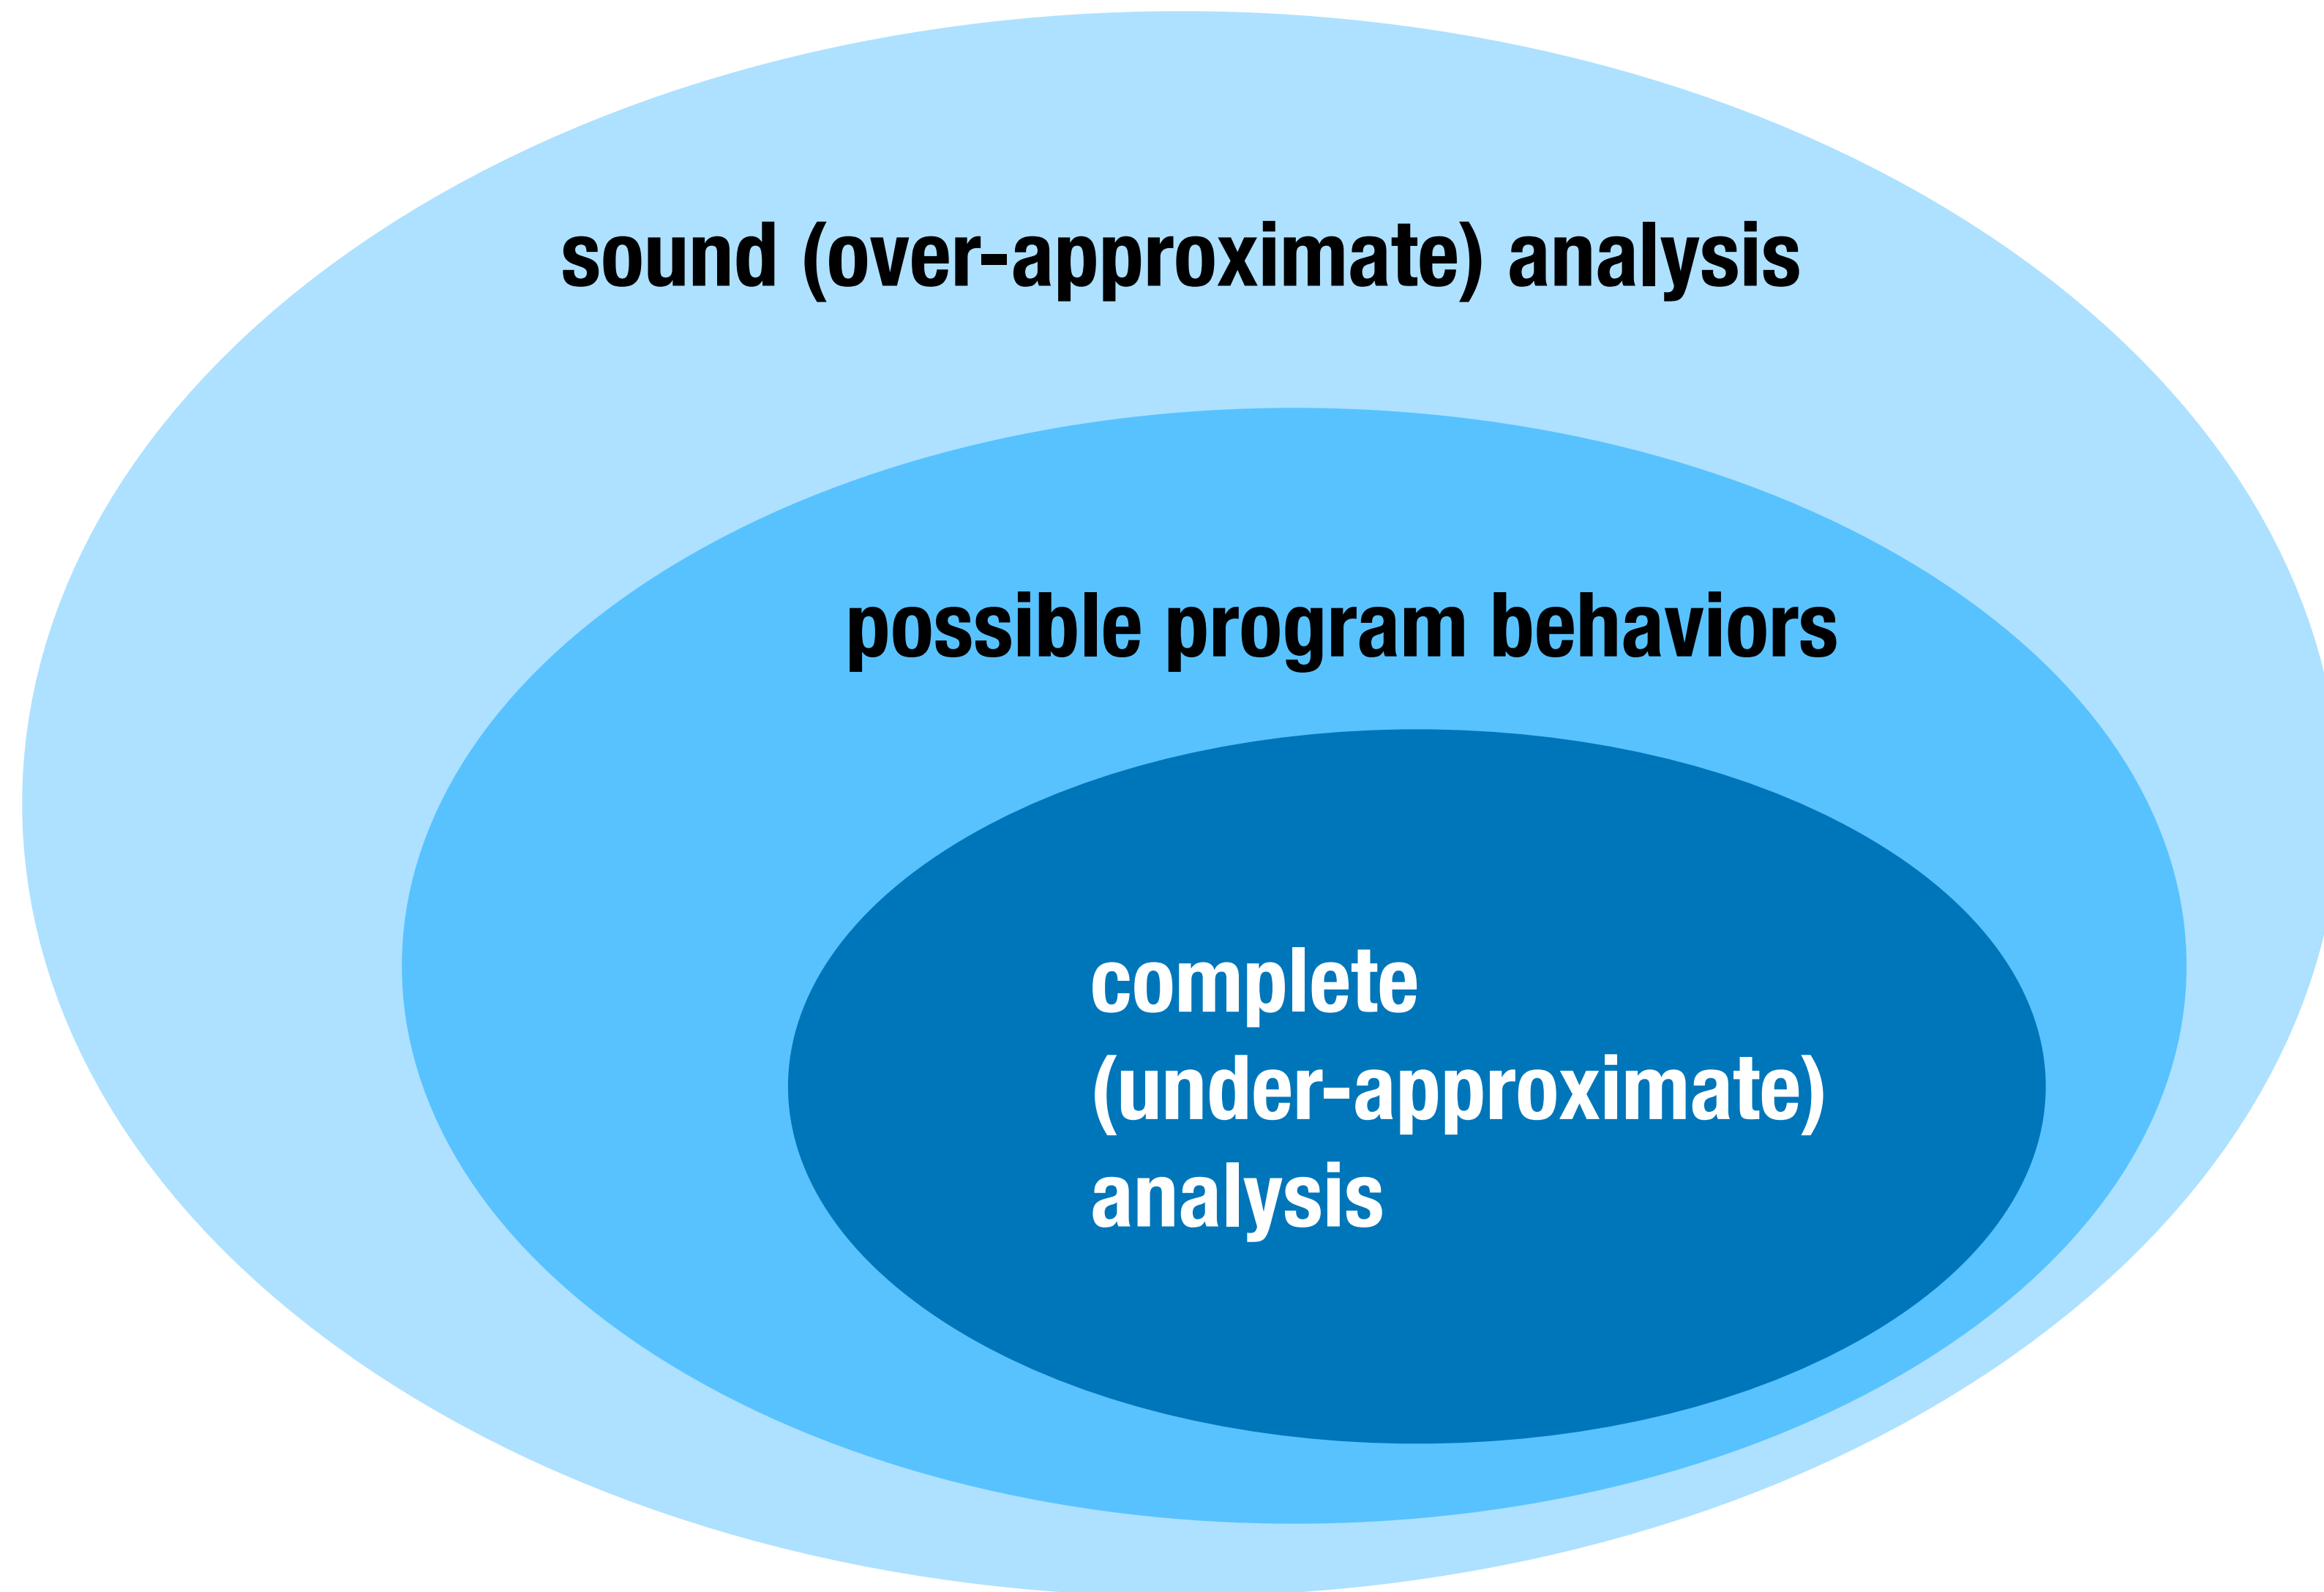 sound (over-approximate) analysis
possible program behaviors
complete
(under-approximate)
analysis